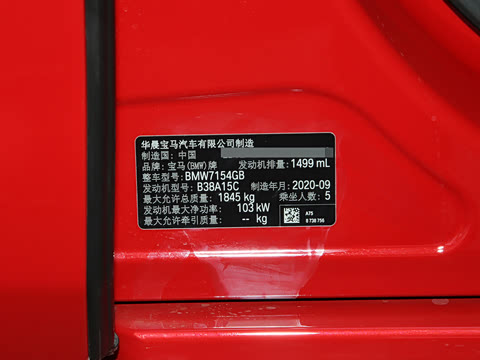 华晨宝马汽车有限公司制造
制造国: 中国
品牌: 宝马(BMW)牌 发动机排量: 1499 mL
整车型号: BMW7154GB
发动机型号: B38A15C 制造年月: 2020-09
最大允许总质量: 1845 kg 乘坐人数: 5
发动机最大净功率: 103 kW
最大允许牵引质量: -- kg
A75
0 738 756